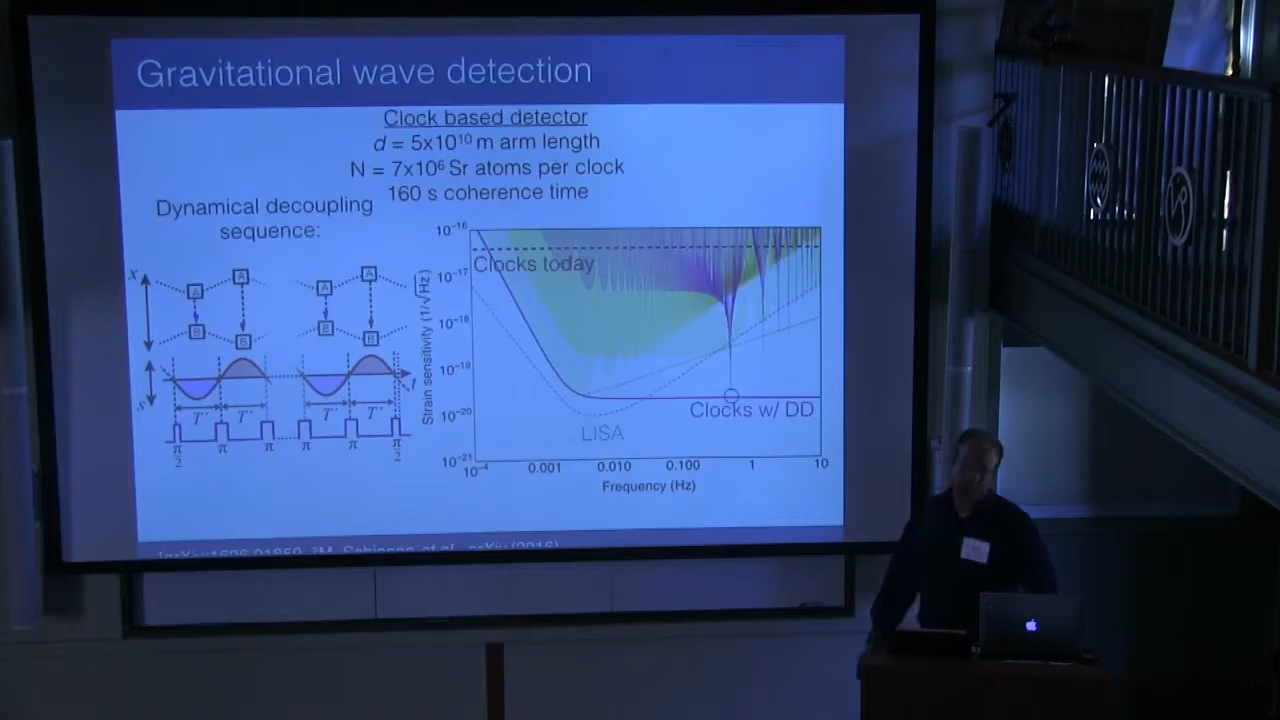 Gravitational wave detection
Clock based detector
d = 5x10¹⁰ m arm length
N = 7x10⁶ Sr atoms per clock
160 s coherence time
Dynamical decoupling
sequence:
x
A
A
A
A
B
B
B
B
s
t
T
T
T
T
π/2
π
π
π
π
π/2
Strain sensitivity (1/√Hz)
10⁻¹⁶
10⁻¹⁷
10⁻¹⁸
10⁻¹⁹
10⁻²⁰
10⁻²¹
Clocks today
Clocks w/ DD
LISA
10⁻⁴
0.001
0.010
0.100
1
10
Frequency (Hz)